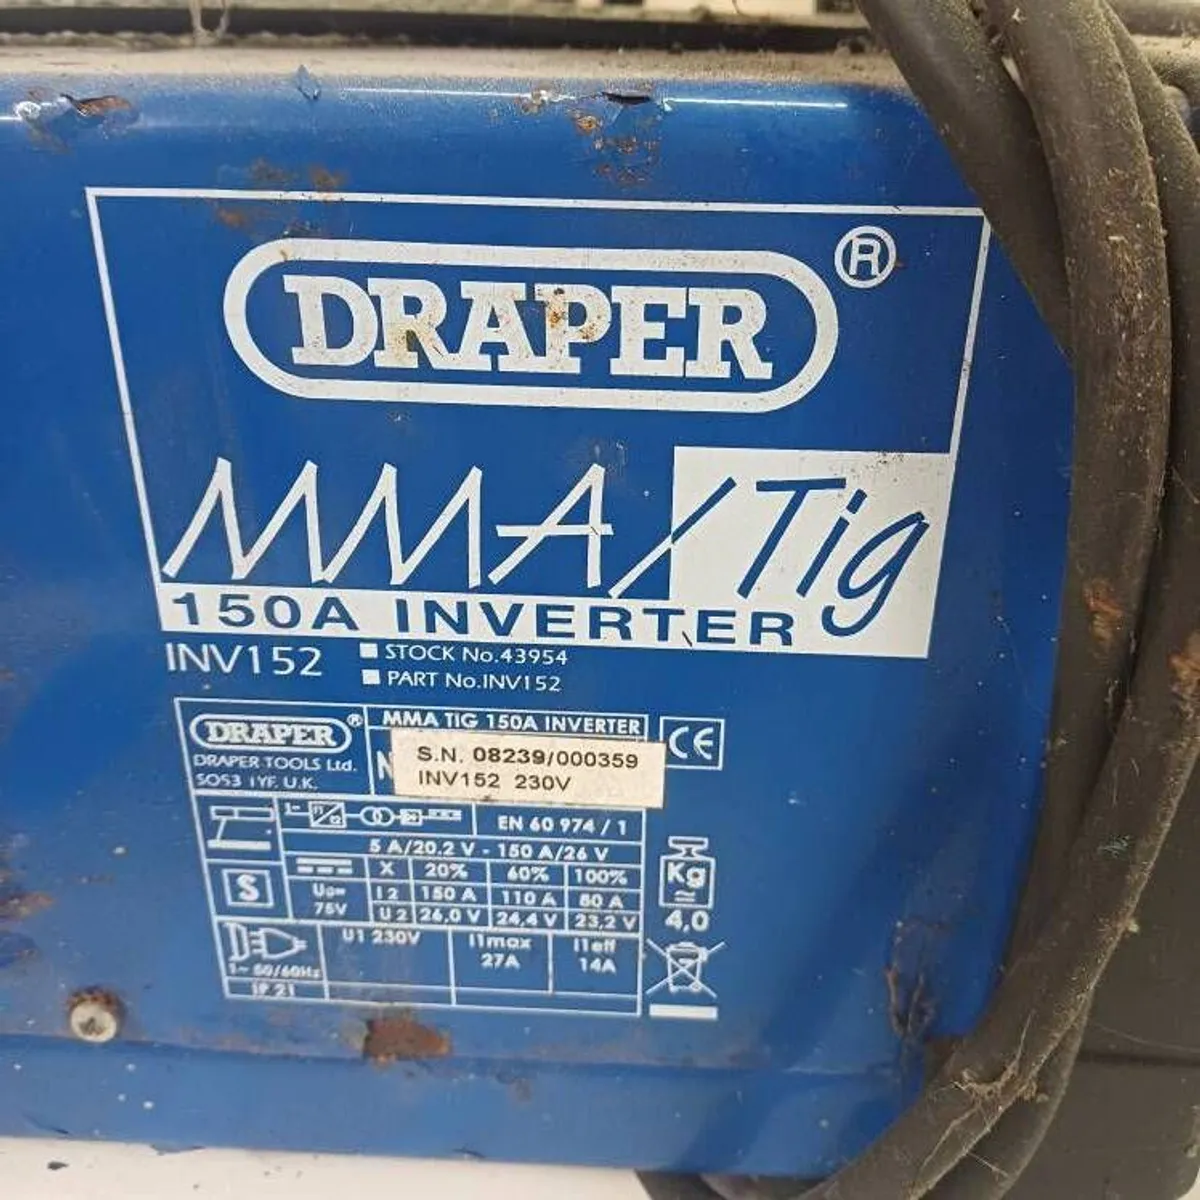 DRAPER®
MMA/Tig
150A INVERTER
INV152
STOCK No.43954
PART No.INV152
DRAPER®
DRAPER TOOLS Ltd.
SO53 1YF. U.K.
MMA TIG 150A INVERTER
N
S.N. 08239/000359
INV152 230V
CE
1~
EN 60 974 / 1
5 A/20.2 V - 150 A/26 V
X 20% 60% 100%
S
U0=
75V
I 2 150 A 110 A 80 A
U 2 26,0 V 24,4 V 23,2 V
U1 230V
I1max
27A
I1eff
14A
1~ 50/60Hz
IP 21
Kg
≃
4,0